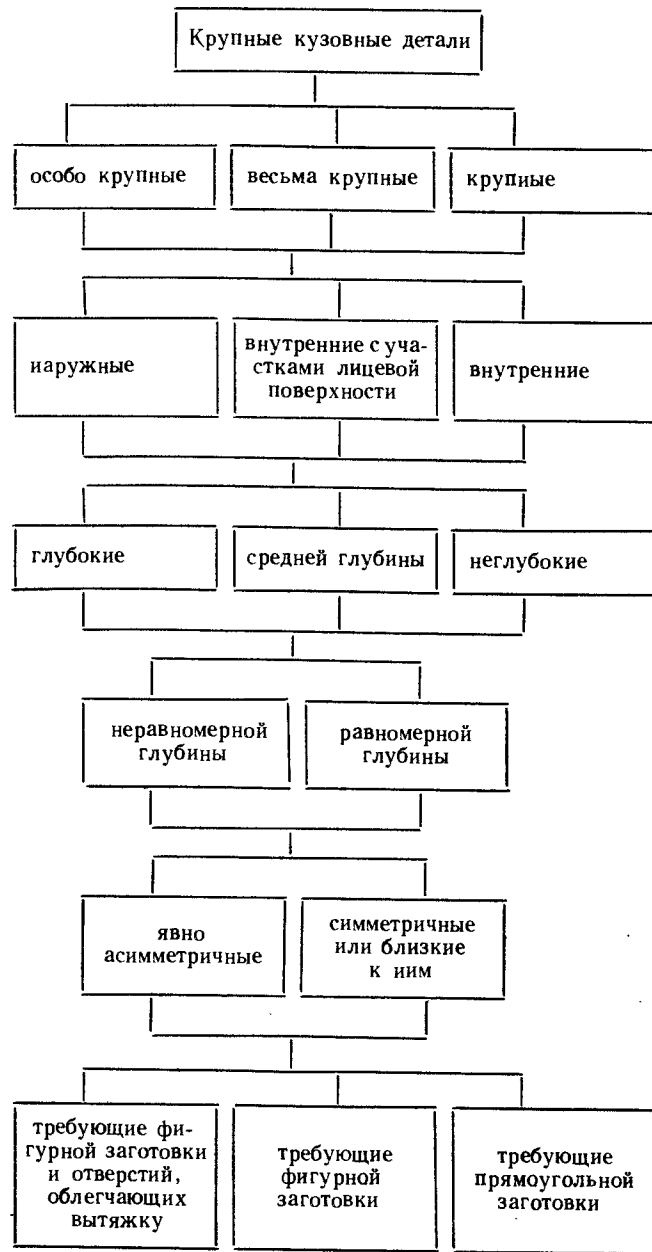 Крупные кузовные детали
особо крупные
весьма крупные
крупиые
иаружные
внутренние с уча-
стками лицевой
поверхности
внутренние
глубокие
средней глубины
неглубокие
неравномерной
глубины
равномерной
глубины
явно
асимметричные
симметричные
или близкие
к иим
требующие фи-
гурной заготовки
и отверстий,
облегчающих
вытяжку
требующие
фигурной
заготовки
требующие
прямоугольной
заготовки